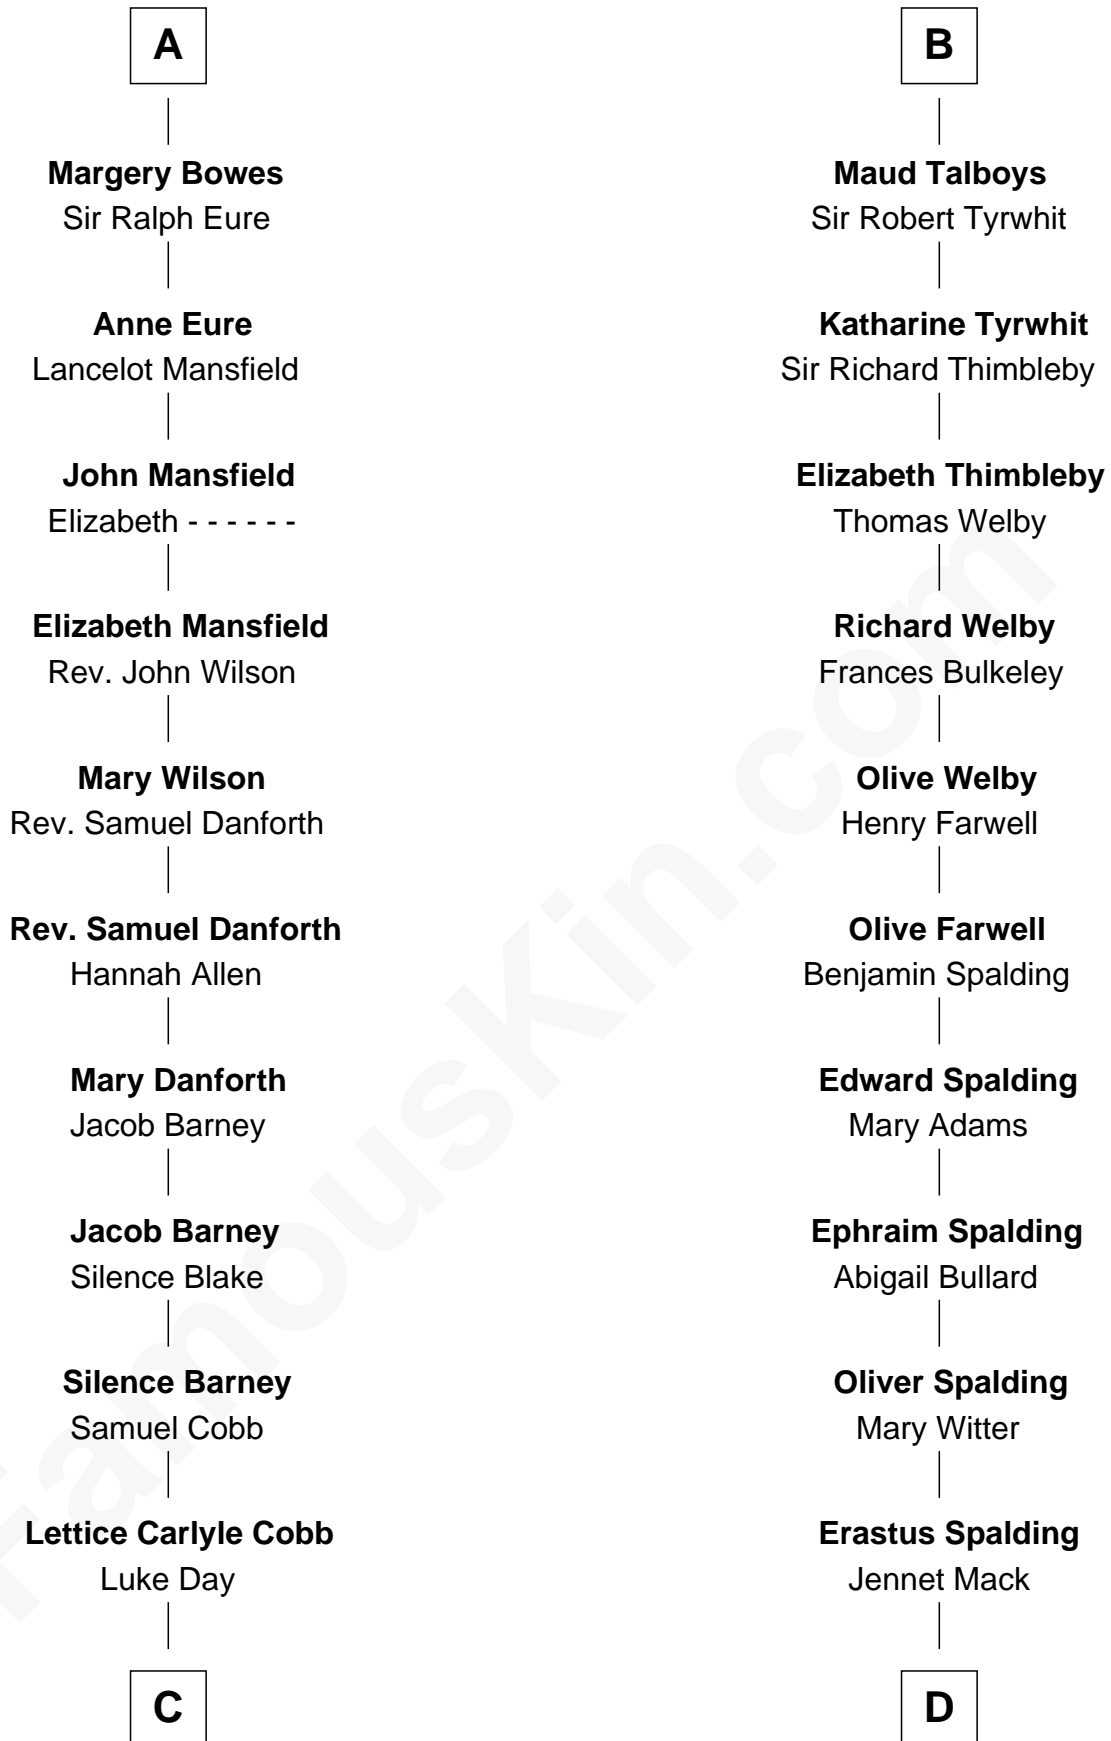 A
Margery Bowes
Sir Ralph Eure
Anne Eure
Lancelot Mansfield
John Mansfield
Elizabeth - - - - - -
Elizabeth Mansfield
Rev. John Wilson
Mary Wilson
Rev. Samuel Danforth
Rev. Samuel Danforth
Hannah Allen
Mary Danforth
Jacob Barney
Jacob Barney
Silence Blake
Silence Barney
Samuel Cobb
Lettice Carlyle Cobb
Luke Day
C
B
Maud Talboys
Sir Robert Tyrwhit
Katharine Tyrwhit
Sir Richard Thimbleby
Elizabeth Thimbleby
Thomas Welby
Richard Welby
Frances Bulkeley
Olive Welby
Henry Farwell
Olive Farwell
Benjamin Spalding
Edward Spalding
Mary Adams
Ephraim Spalding
Abigail Bullard
Oliver Spalding
Mary Witter
Erastus Spalding
Jennet Mack
D
FamousKin.com